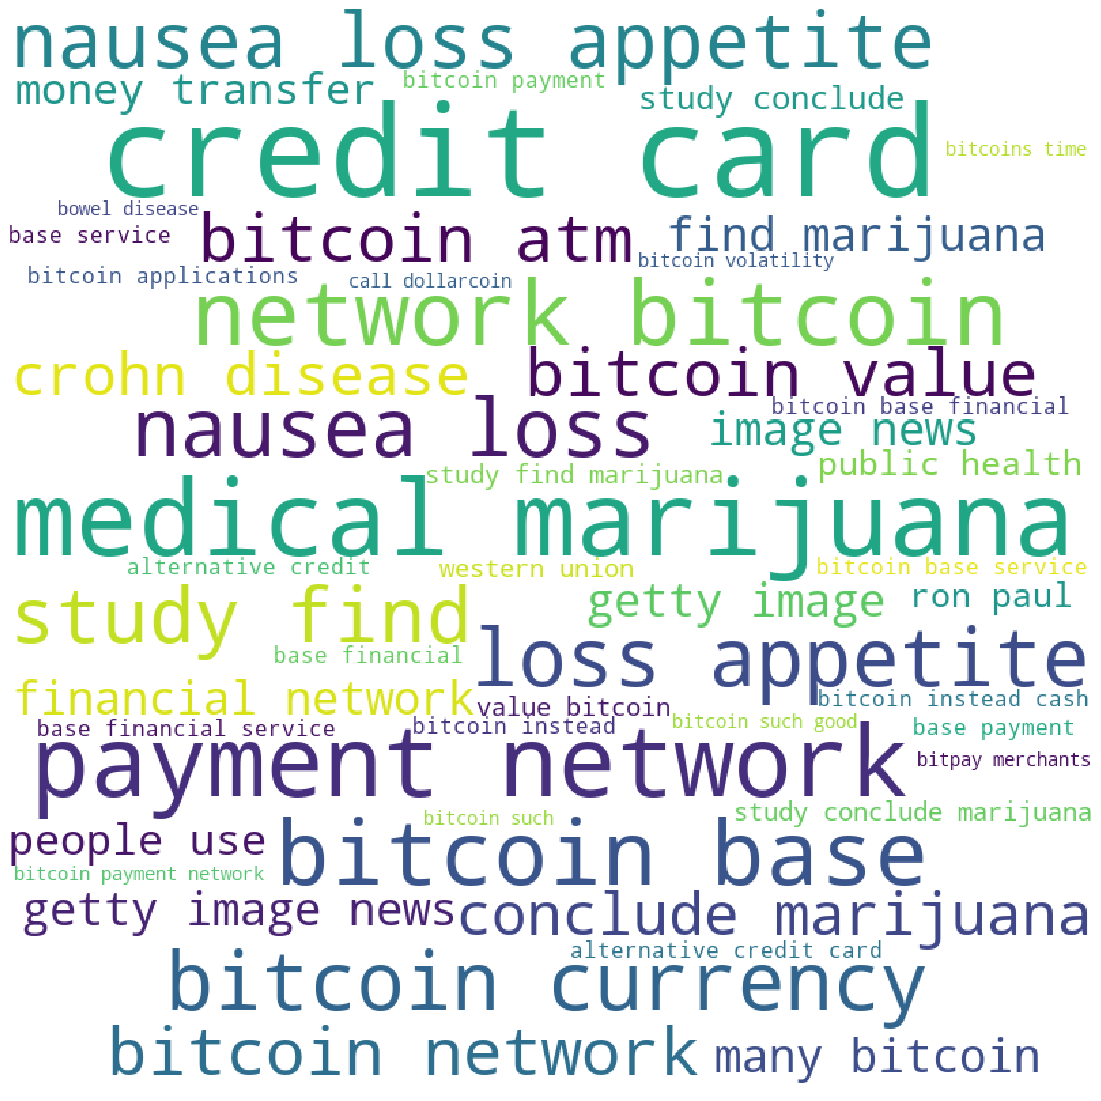 nausea loss appetite
money transfer
bitcoin payment
study conclude
credit card
bitcoins time
bowel disease
base service
bitcoin atm
find marijuana
bitcoin volatility
bitcoin applications
call dollarcoin
network bitcoin
crohn disease
bitcoin value
nausea loss
bitcoin base financial
image news
study find marijuana
public health
medical marijuana
alternative credit
western union
bitcoin base service
study find
getty image
ron paul
base financial
loss appetite
financial network
value bitcoin
bitcoin instead cash
base financial service
bitcoin instead
bitcoin such good
base payment
payment network
bitpay merchants
bitcoin such
study conclude marijuana
people use
bitcoin base
bitcoin payment network
getty image news
conclude marijuana
alternative credit card
bitcoin currency
bitcoin network
many bitcoin